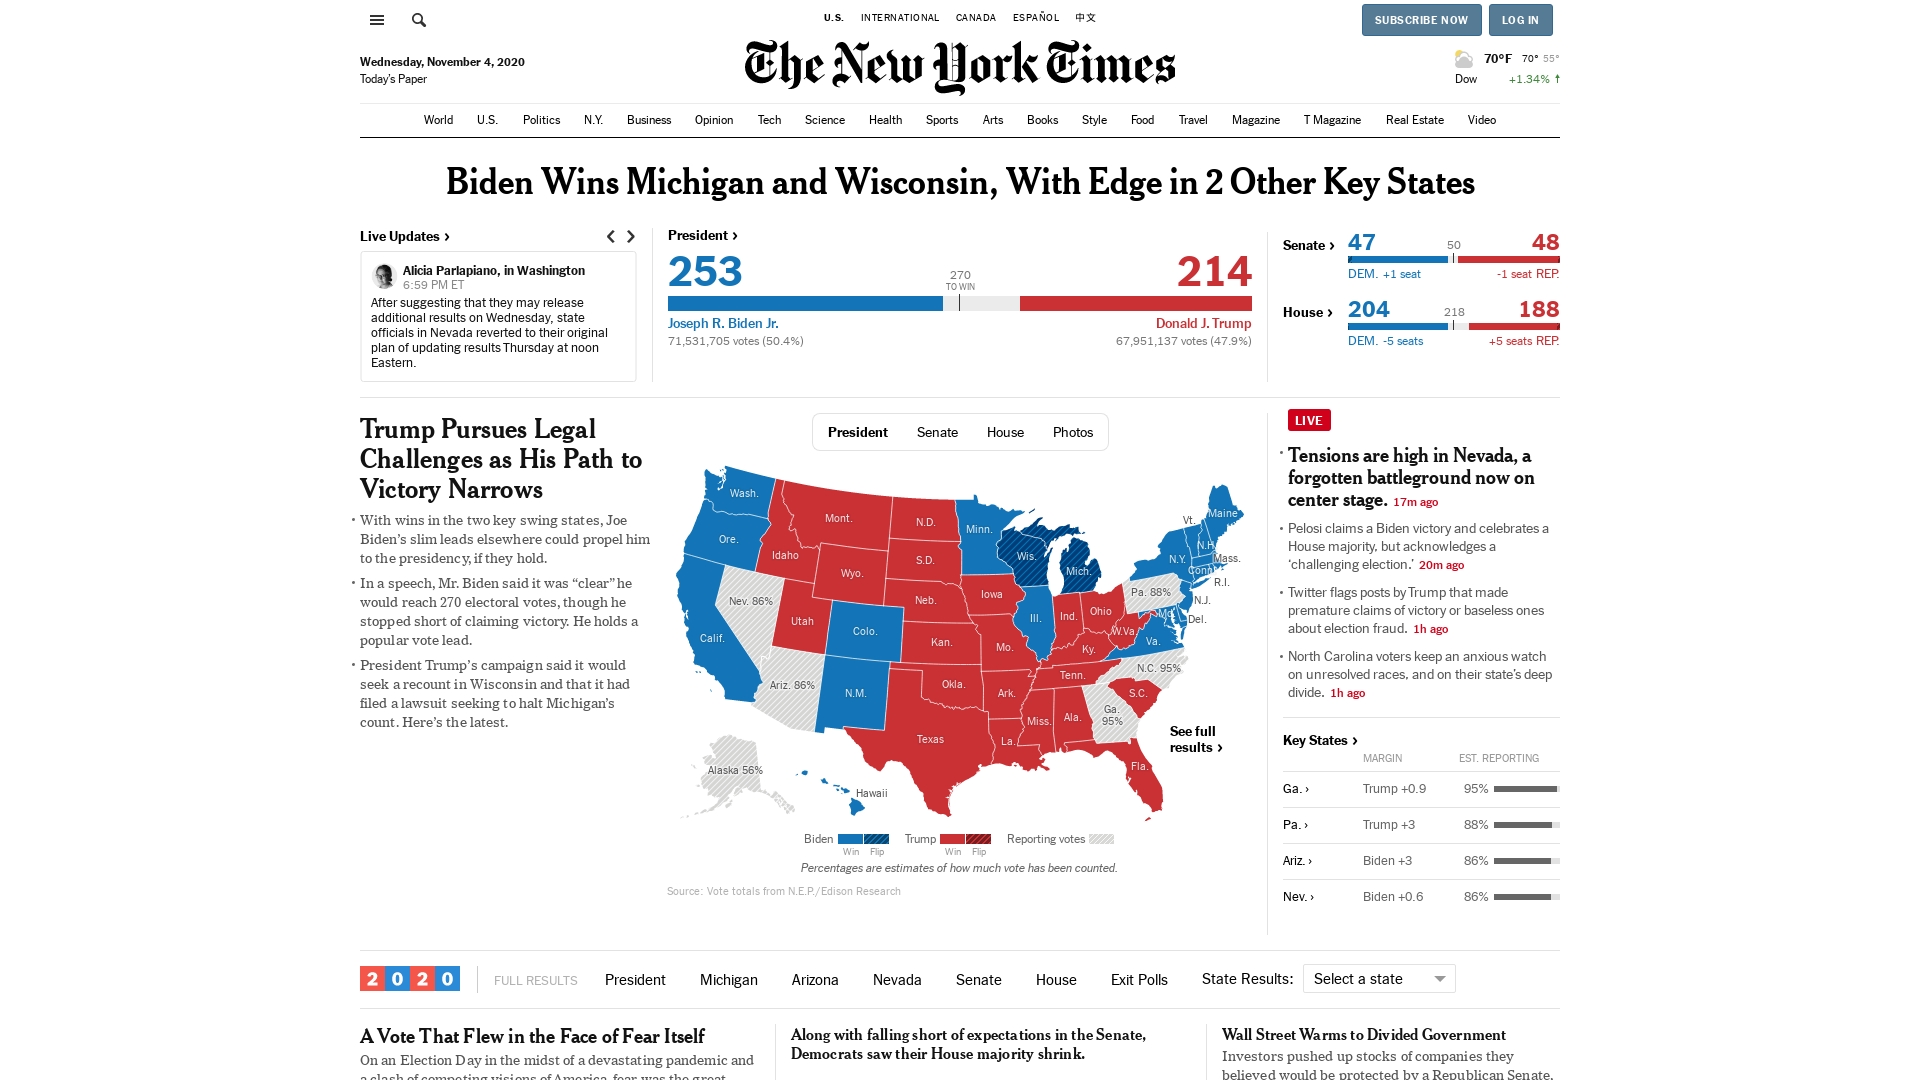 U.S.
INTERNATIONAL
CANADA
ESPAÑOL
中文
SUBSCRIBE NOW
LOG IN
Wednesday, November 4, 2020
Today's Paper
The New York Times
70°F 70° 55°
Dow +1.34% ↑
World U.S. Politics N.Y. Business Opinion Tech Science Health Sports Arts Books Style Food Travel Magazine T Magazine Real Estate Video
Biden Wins Michigan and Wisconsin, With Edge in 2 Other Key States
Live Updates ›
Alicia Parlapiano, in Washington
6:59 PM ET
After suggesting that they may release
additional results on Wednesday, state
officials in Nevada reverted to their original
plan of updating results Thursday at noon
Eastern.
President ›
253
270
TO WIN
214
Joseph R. Biden Jr.
Donald J. Trump
71,531,705 votes (50.4%)
67,951,137 votes (47.9%)
Senate ›
47
50
48
DEM. +1 seat
-1 seat REP.
House ›
204
218
188
DEM. -5 seats
+5 seats REP.
Trump Pursues Legal
Challenges as His Path to
Victory Narrows
• With wins in the two key swing states, Joe
Biden's slim leads elsewhere could propel him
to the presidency, if they hold.
• In a speech, Mr. Biden said it was “clear” he
would reach 270 electoral votes, though he
stopped short of claiming victory. He holds a
popular vote lead.
• President Trump's campaign said it would
seek a recount in Wisconsin and that it had
filed a lawsuit seeking to halt Michigan's
count. Here's the latest.
President Senate House Photos
Wash.
Mont.
N.D.
Minn.
Maine
Vt.
Ore.
Idaho
S.D.
Wis.
Mich.
N.Y.
N.H.
Mass.
Conn.
R.I.
Wyo.
Neb.
Iowa
Pa. 88%
N.J.
Nev. 86%
Utah
Colo.
Ill.
Ind.
Ohio
Md.
Del.
Calif.
Kan.
Mo.
W.Va.
Va.
Ky.
Ariz. 86%
N.M.
Okla.
Ark.
Tenn.
N.C. 95%
S.C.
Texas
La.
Miss.
Ala.
Ga.
95%
Fla.
Alaska 56%
Hawaii
See full
results ›
Biden
Win Flip
Trump
Win Flip
Reporting votes
Percentages are estimates of how much vote has been counted.
Source: Vote totals from N.E.P./Edison Research
LIVE
• Tensions are high in Nevada, a
forgotten battleground now on
center stage. 17m ago
• Pelosi claims a Biden victory and celebrates a
House majority, but acknowledges a
‘challenging election.’ 20m ago
• Twitter flags posts by Trump that made
premature claims of victory or baseless ones
about election fraud. 1h ago
• North Carolina voters keep an anxious watch
on unresolved races, and on their state's deep
divide. 1h ago
Key States ›
MARGIN EST. REPORTING
Ga. › Trump +0.9 95%
Pa. › Trump +3 88%
Ariz. › Biden +3 86%
Nev. › Biden +0.6 86%
2020
FULL RESULTS
President Michigan Arizona Nevada Senate House Exit Polls State Results: Select a state
A Vote That Flew in the Face of Fear Itself
On an Election Day in the midst of a devastating pandemic and
a clash of competing visions of America, fear was the great
Along with falling short of expectations in the Senate,
Democrats saw their House majority shrink.
Wall Street Warms to Divided Government
Investors pushed up stocks of companies they
believed would be protected by a Republican Senate,